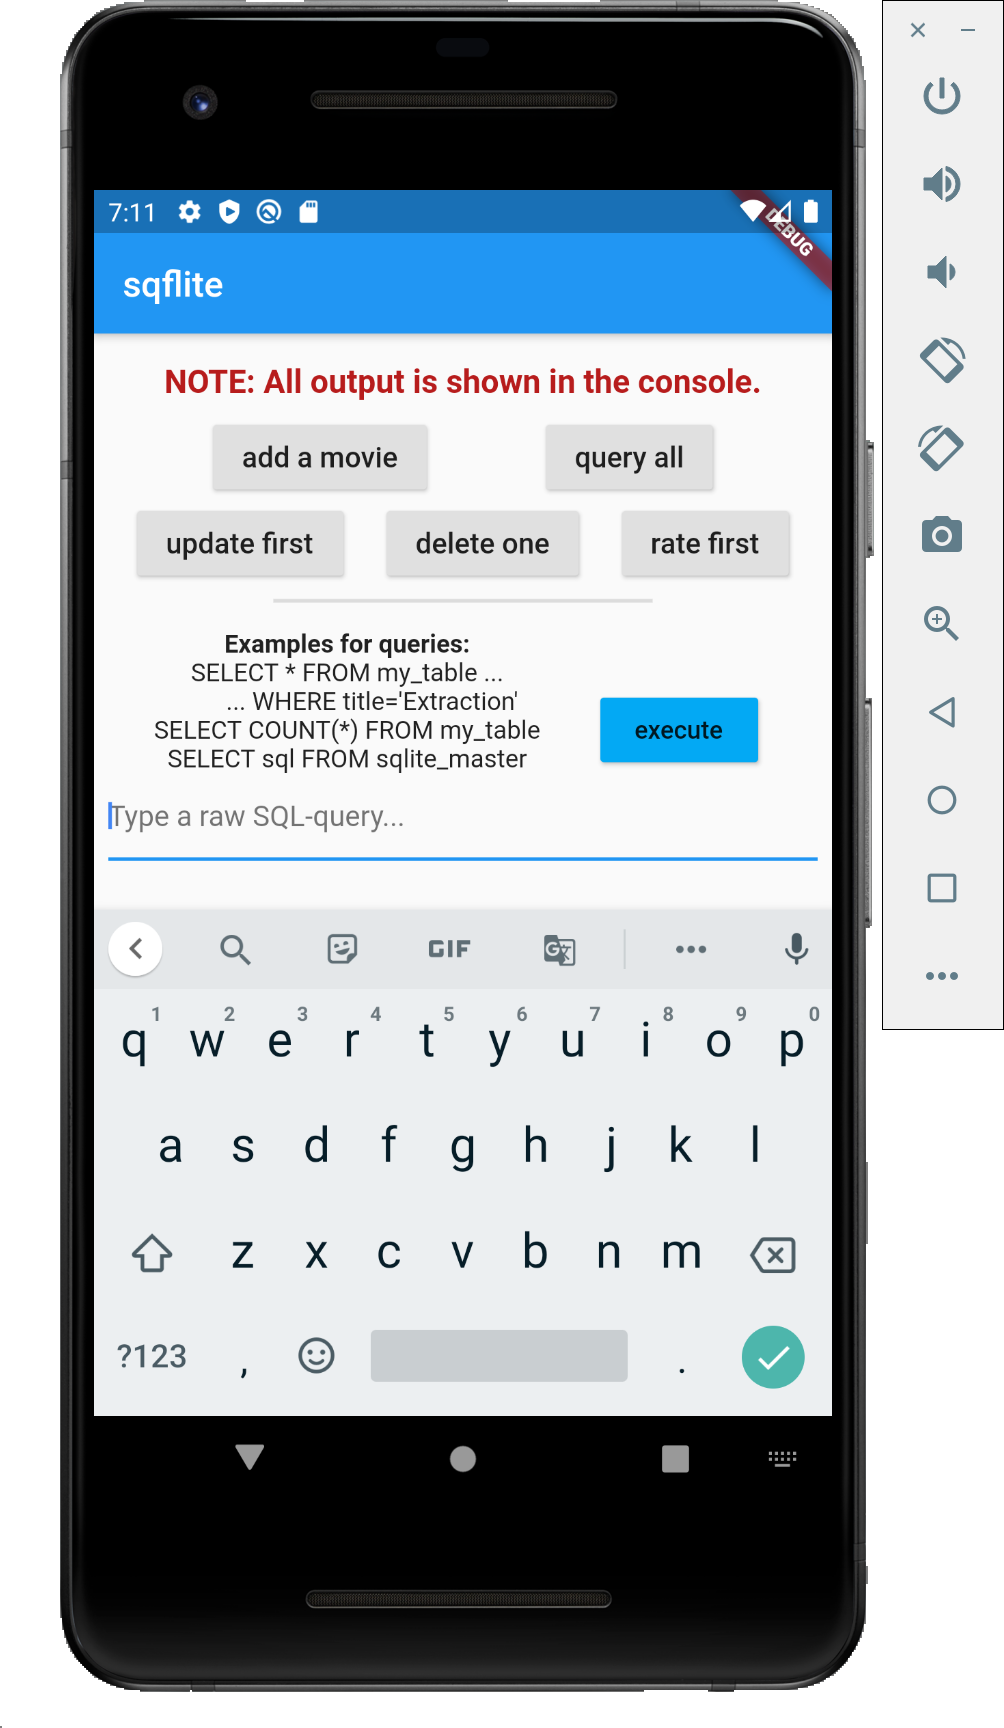 7:11
DEBUG
sqflite
NOTE: All output is shown in the console.
add a movie query all
update first delete one rate first
Examples for queries:
SELECT * FROM my_table ...
... WHERE title='Extraction'
SELECT COUNT(*) FROM my_table
SELECT sql FROM sqlite_master
execute
Type a raw SQL-query...
GIF G
1 2 3 4 5 6 7 8 9 0
q w e r t y u i o p
a s d f g h j k l
z x c v b n m
?123 , .